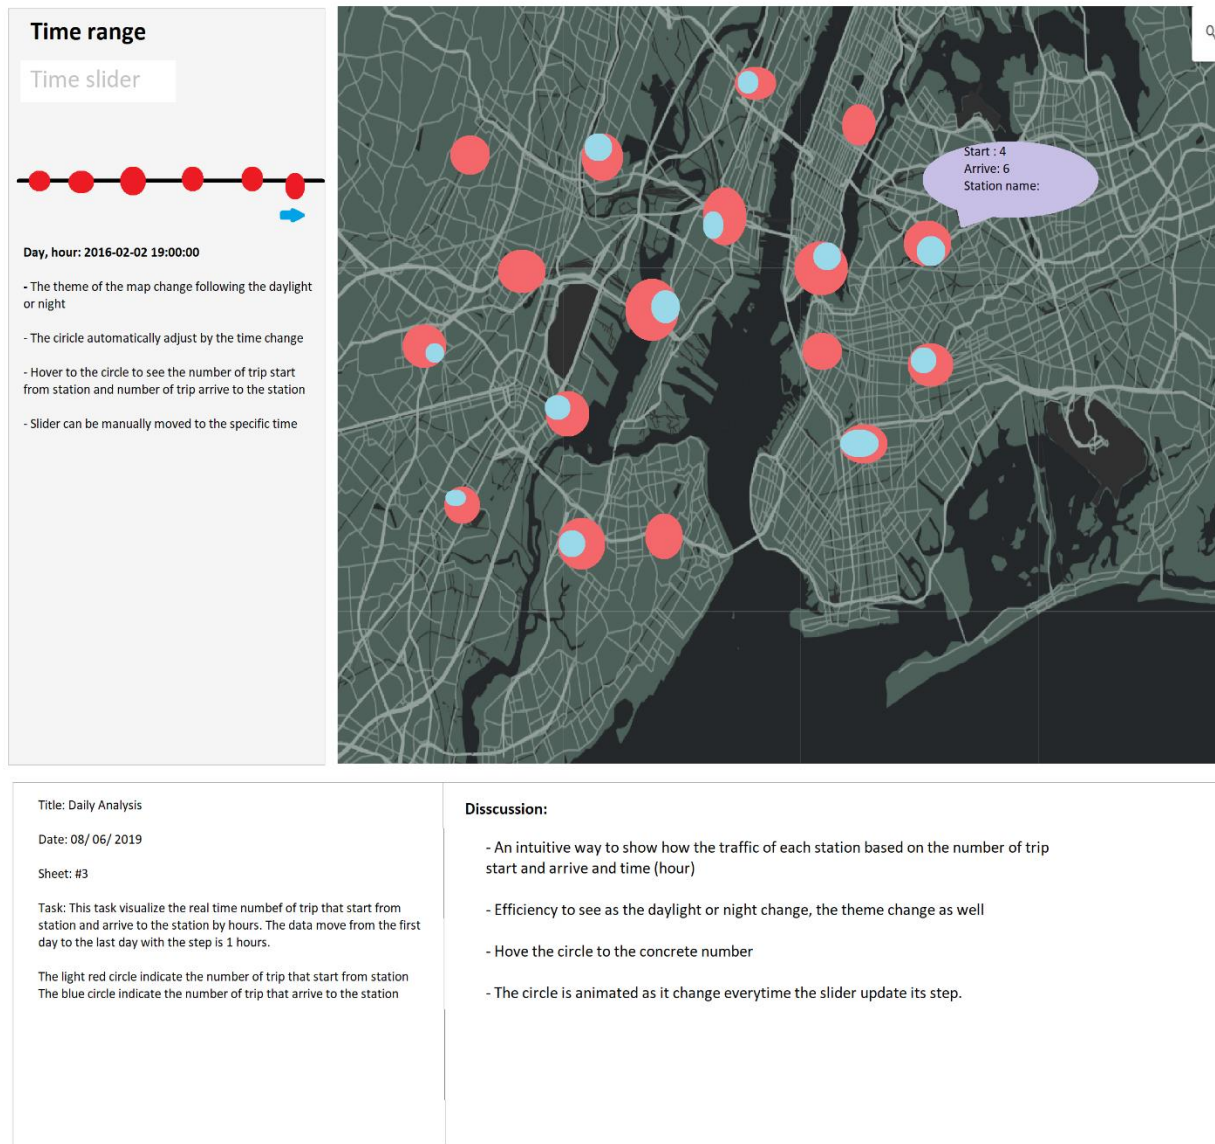 Time range
Time slider
Day, hour: 2016-02-02 19:00:00
- The theme of the map change following the daylight
or night
- The ciricle automatically adjust by the time change
- Hover to the circle to see the number of trip start
from station and number of trip arrive to the station
- Slider can be manually moved to the specific time
Start : 4
Arrive: 6
Station name:
Title: Daily Analysis
Date: 08/ 06/ 2019
Sheet: #3
Task: This task visualize the real time numbef of trip that start from
station and arrive to the station by hours. The data move from the first
day to the last day with the step is 1 hours.
The light red circle indicate the number of trip that start from station
The blue circle indicate the number of trip that arrive to the station
Disscussion:
- An intuitive way to show how the traffic of each station based on the number of trip
start and arrive and time (hour)
- Efficiency to see as the daylight or night change, the theme change as well
- Hove the circle to the concrete number
- The circle is animated as it change everytime the slider update its step.